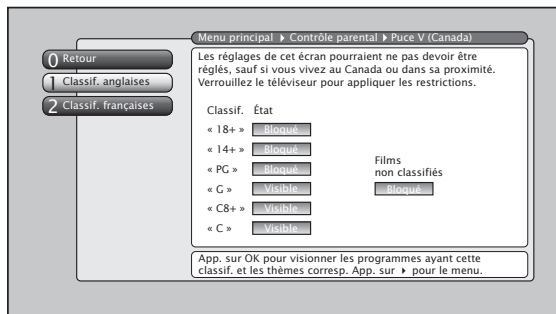 Menu principal ▸ Contrôle parental ▸ Puce V (Canada)
0 Retour
1 Classif. anglaises
2 Classif. françaises
Les réglages de cet écran pourraient ne pas devoir être
réglés, sauf si vous vivez au Canada ou dans sa proximité.
Verrouillez le téléviseur pour appliquer les restrictions.
Classif. État
« 18+ » Bloqué
« 14+ » Bloqué
« PG » Bloqué
« G » Visible
« C8+ » Visible
« C » Visible
Films
non classifiés
Bloqué
App. sur OK pour visionner les programmes ayant cette
classif. et les thèmes corresp. App. sur ▸ pour le menu.